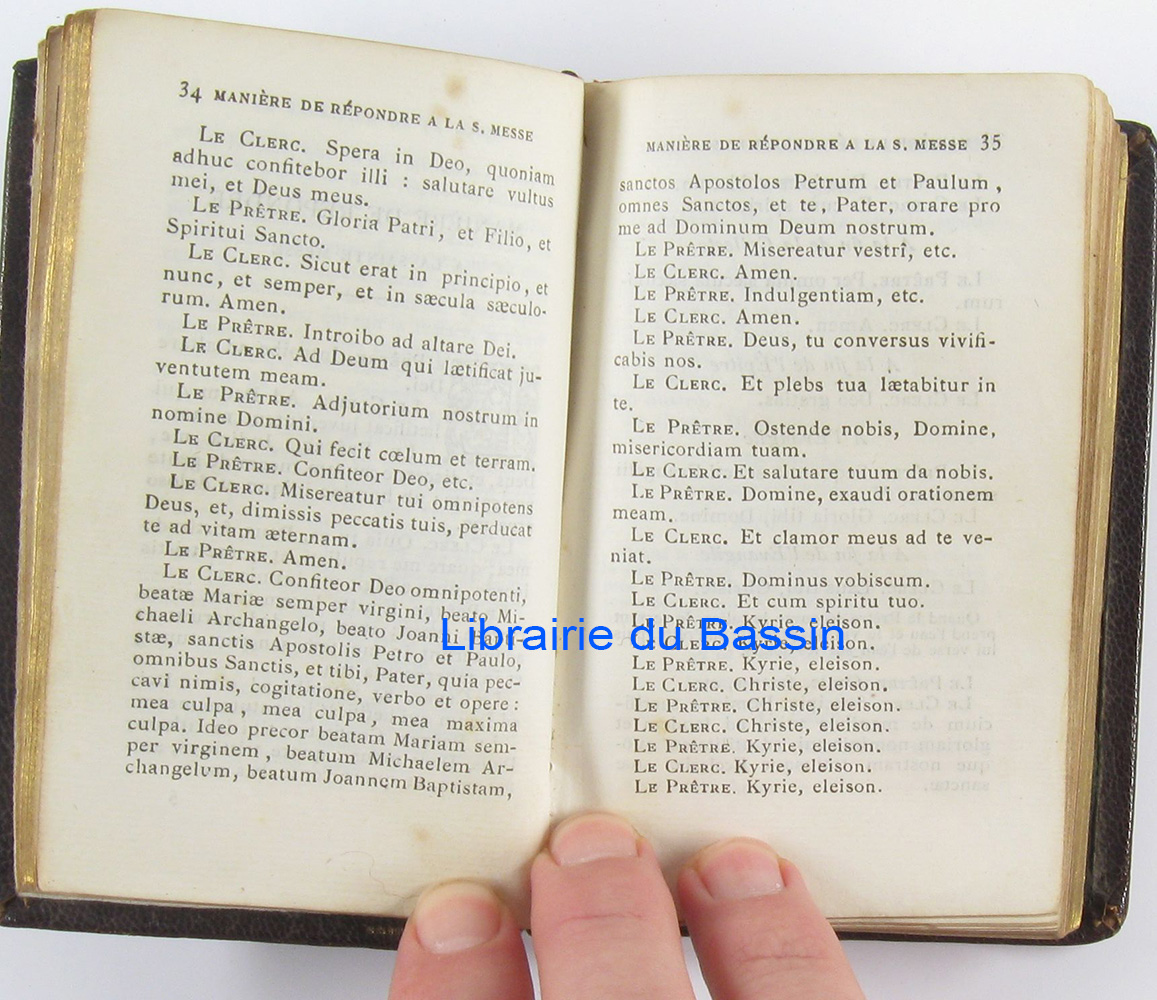 34 MANIÈRE DE RÉPONDRE A LA S. MESSE
LE CLERC. Spera in Deo, quoniam
adhuc confitebor illi : salutare vultus
mei, et Deus meus.
LE PRÊTRE. Gloria Patri, et Filio, et
Spiritui Sancto.
LE CLERC. Sicut erat in principio, et
nunc, et semper, et in sæcula sæculo-
rum. Amen.
LE PRÊTRE. Introibo ad altare Dei.
LE CLERC. Ad Deum qui lætificat ju-
ventutem meam.
LE PRÊTRE. Adjutorium nostrum in
nomine Domini.
LE CLERC. Qui fecit cœlum et terram.
LE PRÊTRE. Confiteor Deo, etc.
LE CLERC. Misereatur tui omnipotens
Deus, et, dimissis peccatis tuis, perducat
te ad vitam æternam.
LE PRÊTRE. Amen.
LE CLERC. Confiteor Deo omnipotenti,
beatæ Mariæ semper virgini, beato Mi-
chaeli Archangelo, beato Joanni Bapti-
stæ, sanctis Apostolis Petro et Paulo,
omnibus Sanctis, et tibi, Pater, quia pec-
cavi nimis, cogitatione, verbo et opere :
mea culpa, mea culpa, mea maxima
culpa. Ideo precor beatam Mariam sem-
per virginem, beatum Michaelem Ar-
changelum, beatum Joannem Baptistam,
MANIÈRE DE RÉPONDRE A LA S. MESSE 35
sanctos Apostolos Petrum et Paulum,
omnes Sanctos, et te, Pater, orare pro
me ad Dominum Deum nostrum.
LE PRÊTRE. Misereatur vestrî, etc.
LE CLERC. Amen.
LE PRÊTRE. Indulgentiam, etc.
LE CLERC. Amen.
LE PRÊTRE. Deus, tu conversus vivifi-
cabis nos.
LE CLERC. Et plebs tua lætabitur in
te.
LE PRÊTRE. Ostende nobis, Domine,
misericordiam tuam.
LE CLERC. Et salutare tuum da nobis.
LE PRÊTRE. Domine, exaudi orationem
meam.
LE CLERC. Et clamor meus ad te ve-
niat.
LE PRÊTRE. Dominus vobiscum.
LE CLERC. Et cum spiritu tuo.
LE PRÊTRE. Kyrie, eleison.
LE CLERC. Kyrie, eleison.
LE PRÊTRE. Kyrie, eleison.
LE CLERC. Christe, eleison.
LE PRÊTRE. Christe, eleison.
LE CLERC. Christe, eleison.
LE PRÊTRE. Kyrie, eleison.
LE CLERC. Kyrie, eleison.
LE PRÊTRE. Kyrie, eleison.
Librairie du Bassin